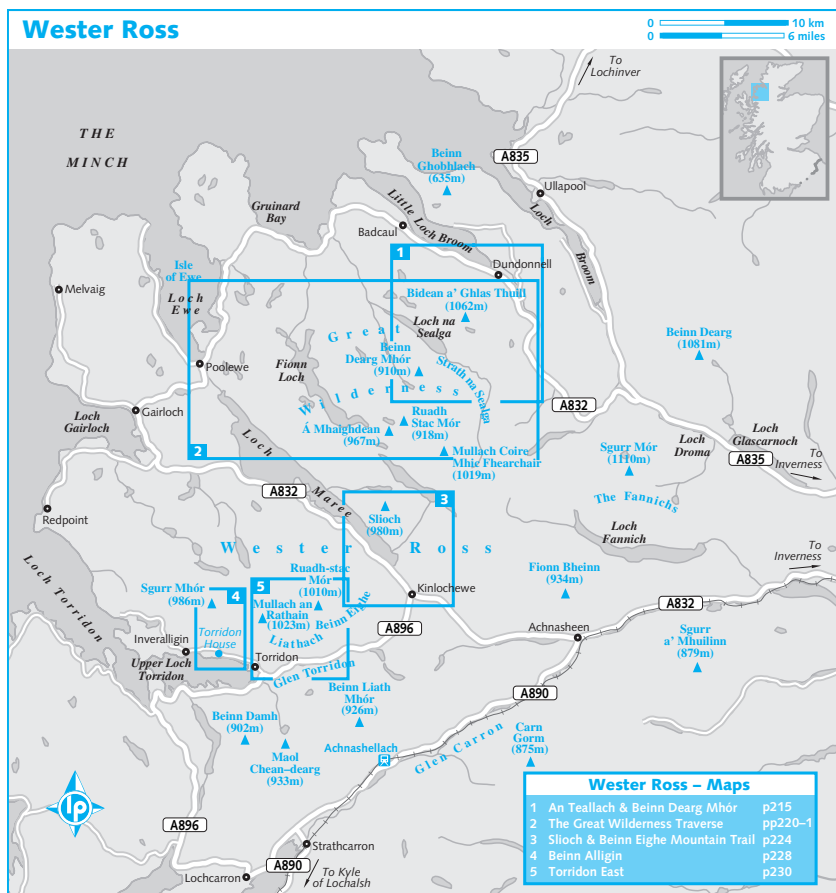 Wester Ross
0 10 km
0 6 miles
To
Lochinver
THE
MINCH
Beinn
Ghobhlach
(635m)
A835
Ullapool
Gruinard
Bay
Little Loch Broom
Loch
Broom
Badcaul
1
Dundonnell
Isle
of Ewe
Melvaig
Loch
Ewe
Bidean a' Ghlas Thuill
(1062m)
Loch na
Sealga
Great
Wilderness
Beinn
Dearg Mhór
(910m)
Strath na Sealga
Beinn Dearg
(1081m)
Poolewe
Fionn
Loch
Gairloch
Loch
Gairloch
A832
Ruadh
Stac Mór
(918m)
Á Mhaighdean
(967m)
2
Mullach Coire
Mhic Fhearchair
(1019m)
Loch
Maree
Sgurr Mór
(1110m)
Loch
Droma
Loch
Glascarnoch
A835
To
Inverness
A832
3
Slioch
(980m)
The Fannichs
Redpoint
Loch
Fannich
Wester Ross
Loch Torridon
Ruadh-stac
Mór
(1010m)
Kinlochewe
Fionn Bheinn
(934m)
To
Inverness
A832
Sgurr Mhór
(986m)
4
5
Mullach an
Rathain
(1023m)
Beinn Eighe
Liathach
A896
Achnasheen
Inveralligin
Torridon
House
Upper Loch
Torridon
Torridon
Glen Torridon
Sgurr
a' Mhuilinn
(879m)
Beinn Liath
Mhór
(926m)
A890
Beinn Damh
(902m)
Maol
Chean–dearg
(933m)
Achnashellach
Glen Carron
Carn
Gorm
(875m)
lp
A896
Strathcarron
A890
Lochcarron
To Kyle
of Lochalsh
Wester Ross – Maps
1 An Teallach & Beinn Dearg Mhór p215
2 The Great Wilderness Traverse pp220–1
3 Slioch & Beinn Eighe Mountain Trail p224
4 Beinn Alligin p228
5 Torridon East p230